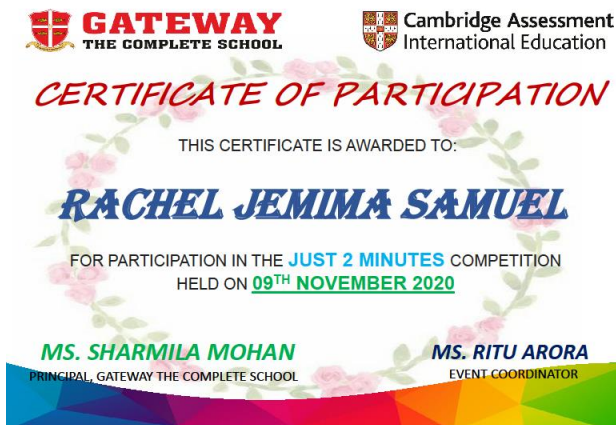 GATEWAY
THE COMPLETE SCHOOL
Cambridge Assessment
International Education
CERTIFICATE OF PARTICIPATION
THIS CERTIFICATE IS AWARDED TO:
RACHEL JEMIMA SAMUEL
FOR PARTICIPATION IN THE JUST 2 MINUTES COMPETITION
HELD ON 09TH NOVEMBER 2020
MS. SHARMILA MOHAN
PRINCIPAL, GATEWAY THE COMPLETE SCHOOL
MS. RITU ARORA
EVENT COORDINATOR